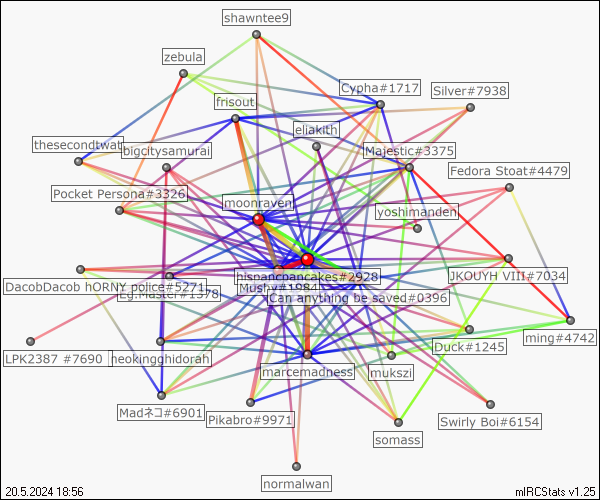 shawntee9
zebula
Cypha#1717
Silver#7938
frisout
eliakith
thesecondtwat
bigcitysamurai
Majestic#3375
Fedora Stoat#4479
Pocket Persona#3326
moonraven
yoshimanden
hispanicpancakes#2928
JKOUYH VIII#7034
DacobDacob hORNY police#5271
Eg.Master#1378
Mushy#1984
Can anything be saved#0396
ming#4742
Duck#1245
LPK2387 #7690
heokingghidorah
marcemadness
mukszi
Madネコ#6901
Pikabro#9971
Swirly Boi#6154
somass
normalwan
20.5.2024 18:56
mIRCStats v1.25